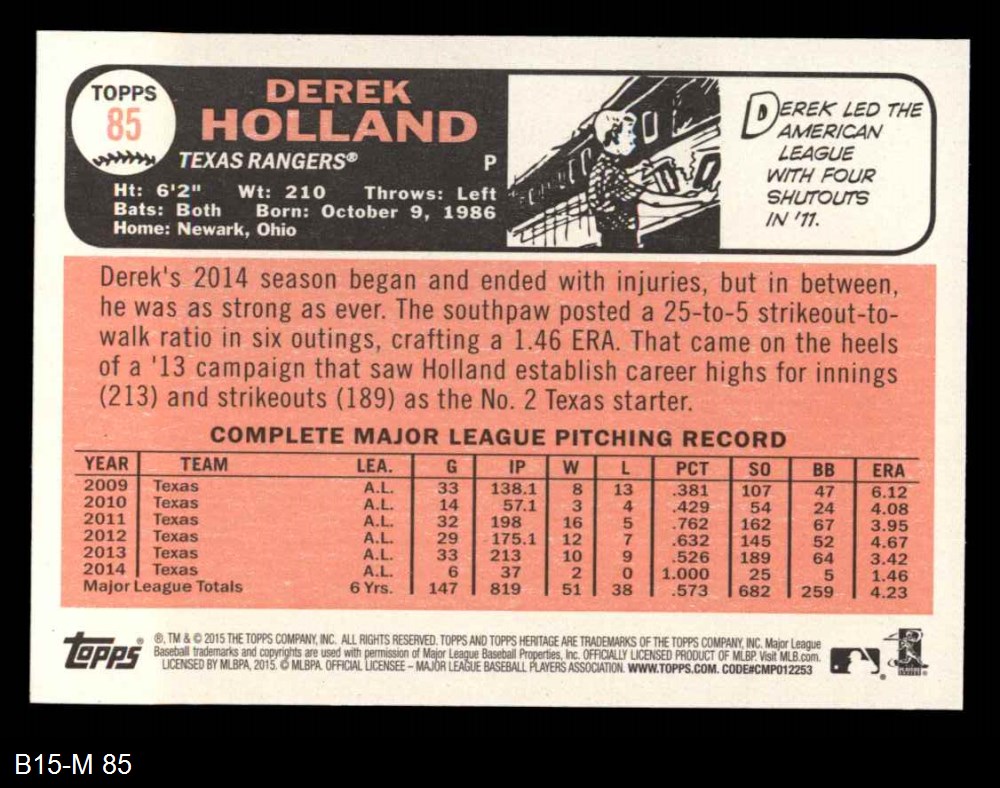 TOPPS
85
DEREK
HOLLAND
TEXAS RANGERS®
P
Ht: 6'2" Wt: 210 Throws: Left
Bats: Both Born: October 9, 1986
Home: Newark, Ohio
DEREK LED THE
AMERICAN
LEAGUE
WITH FOUR
SHUTOUTS
IN '11.
Derek's 2014 season began and ended with injuries, but in between,
he was as strong as ever. The southpaw posted a 25-to-5 strikeout-to-
walk ratio in six outings, crafting a 1.46 ERA. That came on the heels
of a '13 campaign that saw Holland establish career highs for innings
(213) and strikeouts (189) as the No. 2 Texas starter.
COMPLETE MAJOR LEAGUE PITCHING RECORD
YEAR TEAM LEA. G IP W L PCT SO BB ERA
2009 Texas A.L. 33 138.1 8 13 .381 107 47 6.12
2010 Texas A.L. 14 57.1 3 4 .429 54 24 4.08
2011 Texas A.L. 32 198 16 5 .762 162 67 3.95
2012 Texas A.L. 29 175.1 12 7 .632 145 52 4.67
2013 Texas A.L. 33 213 10 9 .526 189 64 3.42
2014 Texas A.L. 6 37 2 0 1.000 25 5 1.46
Major League Totals 6 Yrs. 147 819 51 38 .573 682 259 4.23
topps®
®, TM & © 2015 THE TOPPS COMPANY, INC. ALL RIGHTS RESERVED. TOPPS AND TOPPS HERITAGE ARE TRADEMARKS OF THE TOPPS COMPANY, INC. Major League
Baseball trademarks and copyrights are used with permission of Major League Baseball Properties, Inc. OFFICIALLY LICENSED PRODUCT OF MLBP. Visit MLB.com.
LICENSED BY MLBPA, 2015. © MLBPA. OFFICIAL LICENSEE – MAJOR LEAGUE BASEBALL PLAYERS ASSOCIATION. WWW.TOPPS.COM. CODE#CMP012253
B15-M 85